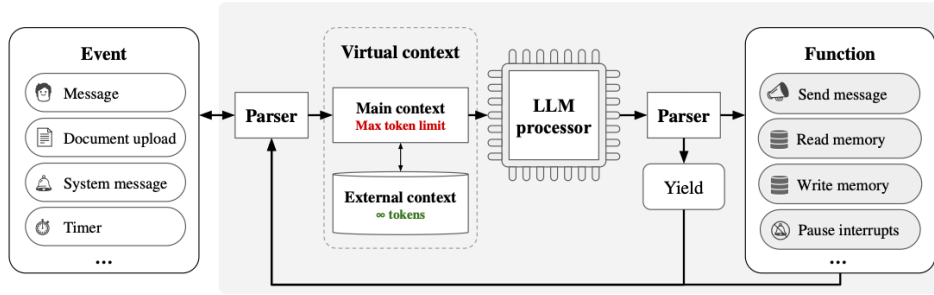 Event
Message
Document upload
System message
Timer
...
Parser
Virtual context
Main context
Max token limit
External context
∞ tokens
LLM
processor
Parser
Yield
Function
Send message
Read memory
Write memory
Pause interrupts
...